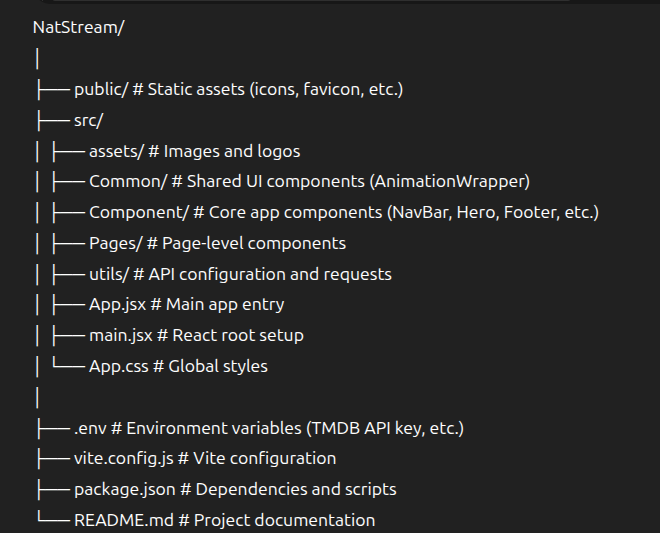 NatStream/
│
├── public/ # Static assets (icons, favicon, etc.)
├── src/
│ ├── assets/ # Images and logos
│ ├── Common/ # Shared UI components (AnimationWrapper)
│ ├── Component/ # Core app components (NavBar, Hero, Footer, etc.)
│ ├── Pages/ # Page-level components
│ ├── utils/ # API configuration and requests
│ ├── App.jsx # Main app entry
│ ├── main.jsx # React root setup
│ └── App.css # Global styles
│
├── .env # Environment variables (TMDB API key, etc.)
├── vite.config.js # Vite configuration
├── package.json # Dependencies and scripts
└── README.md # Project documentation